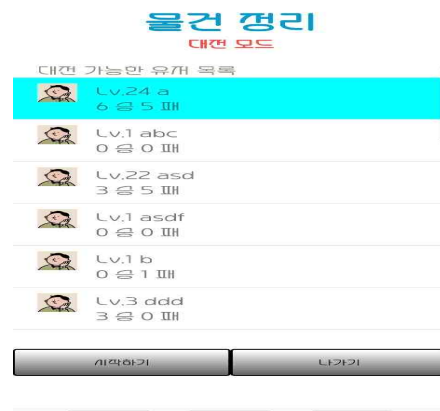 물건 정리
대전 모드
대전 가능한 유저 목록
Lv.24 a
6 승 5 패
Lv.1 abc
0 승 0 패
Lv.22 asd
3 승 5 패
Lv.1 asdf
0 승 0 패
Lv.1 b
0 승 1 패
Lv.3 ddd
3 승 0 패
시작하기 나가기